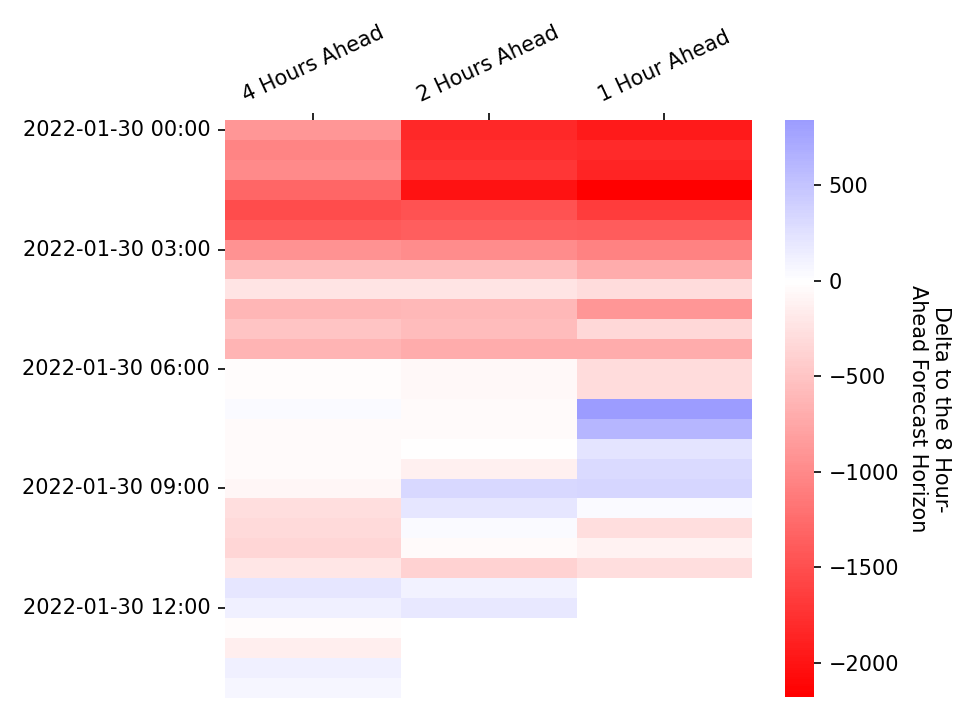 4 Hours Ahead
2 Hours Ahead
1 Hour Ahead
2022-01-30 00:00
2022-01-30 03:00
2022-01-30 06:00
2022-01-30 09:00
2022-01-30 12:00
500
0
−500
−1000
−1500
−2000
Delta to the 8 Hour-
Ahead Forecast Horizon